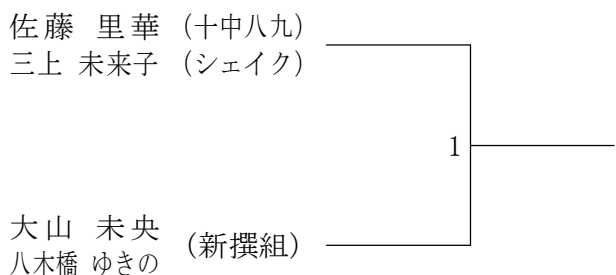 佐藤 里華 (十中八九)
三上 未来子 (シェイク)
1
大山 未央
八木橋 ゆきの
(新撰組)